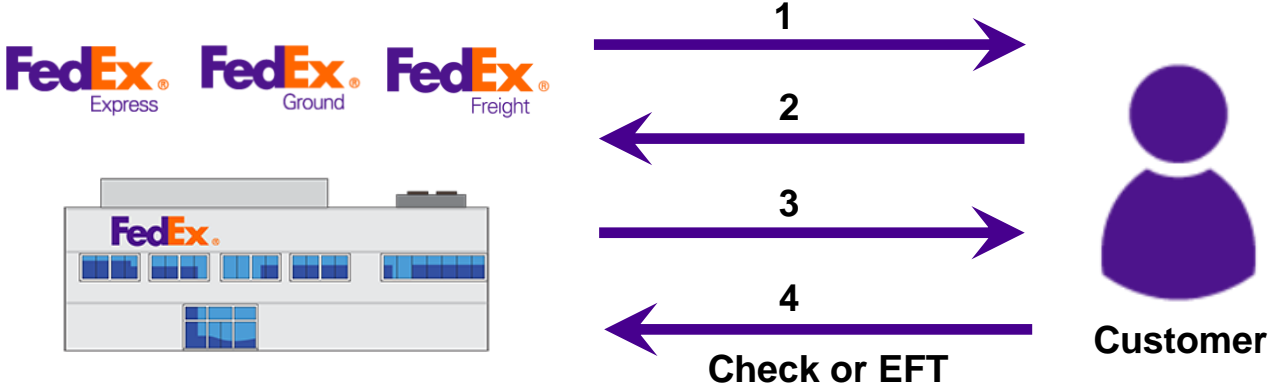 1
FedEx® FedEx® FedEx®
Express Ground Freight
2
3
FedEx®
4
Customer
Check or EFT